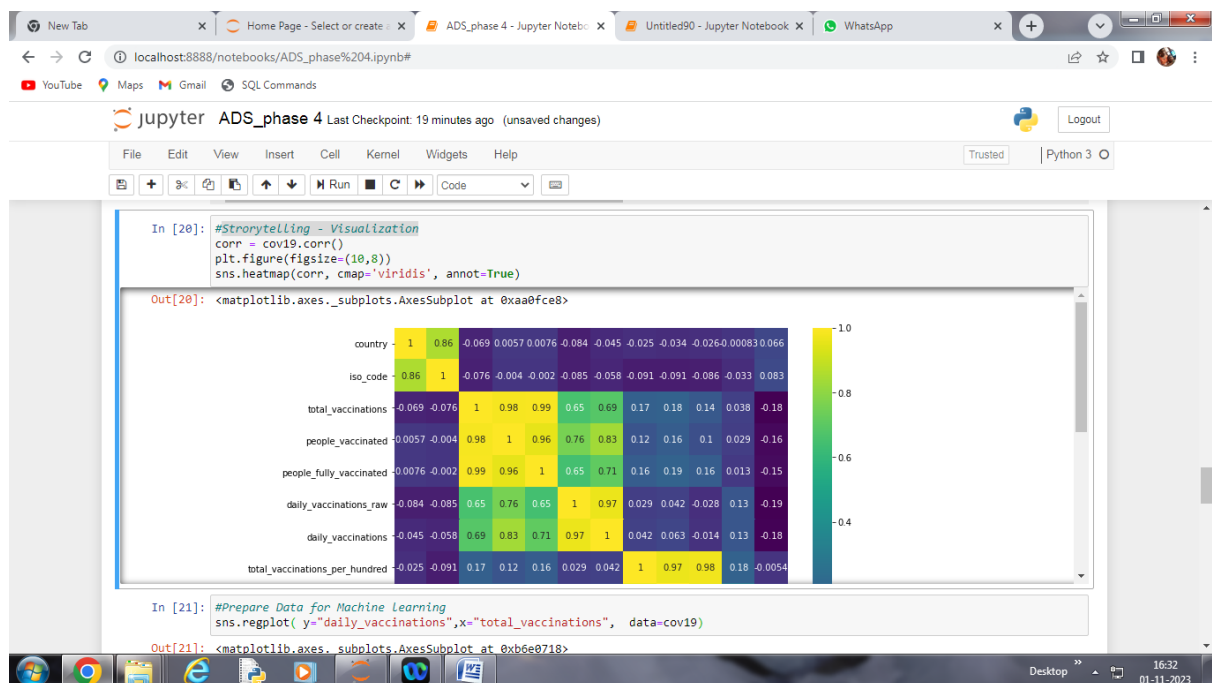 New Tab
Home Page - Select or create a
ADS_phase 4 - Jupyter Notebo
Untitled90 - Jupyter Notebook
WhatsApp
localhost:8888/notebooks/ADS_phase%204.ipynb#
YouTube Maps Gmail SQL Commands
jupyter ADS_phase 4 Last Checkpoint: 19 minutes ago (unsaved changes) Logout
File Edit View Insert Cell Kernel Widgets Help Trusted Python 3
Run Code
In [20]: #Strorytelling - Visualization
corr = cov19.corr()
plt.figure(figsize=(10,8))
sns.heatmap(corr, cmap='viridis', annot=True)
Out[20]: <matplotlib.axes._subplots.AxesSubplot at 0xaa0fce8>
country 1 0.86 -0.069 0.0057 0.0076 -0.084 -0.045 -0.025 -0.034 -0.026 -0.00083 0.066
iso_code 0.86 1 -0.076 -0.004 -0.002 -0.085 -0.058 -0.091 -0.091 -0.086 -0.033 0.083
total_vaccinations -0.069 -0.076 1 0.98 0.99 0.65 0.69 0.17 0.18 0.14 0.038 -0.18
people_vaccinated 0.0057 -0.004 0.98 1 0.96 0.76 0.83 0.12 0.16 0.1 0.029 -0.16
people_fully_vaccinated 0.0076 -0.002 0.99 0.96 1 0.65 0.71 0.16 0.19 0.16 0.013 -0.15
daily_vaccinations_raw -0.084 -0.085 0.65 0.76 0.65 1 0.97 0.029 0.042 -0.028 0.13 -0.19
daily_vaccinations -0.045 -0.058 0.69 0.83 0.71 0.97 1 0.042 0.063 -0.014 0.13 -0.18
total_vaccinations_per_hundred -0.025 -0.091 0.17 0.12 0.16 0.029 0.042 1 0.97 0.98 0.18 -0.0054
1.0
0.8
0.6
0.4
In [21]: #Prepare Data for Machine learning
sns.regplot( y="daily_vaccinations",x="total_vaccinations", data=cov19)
Out[21]: <matplotlib.axes._subplots.AxesSubplot at 0xb6e0718>
Desktop 16:32
01-11-2023